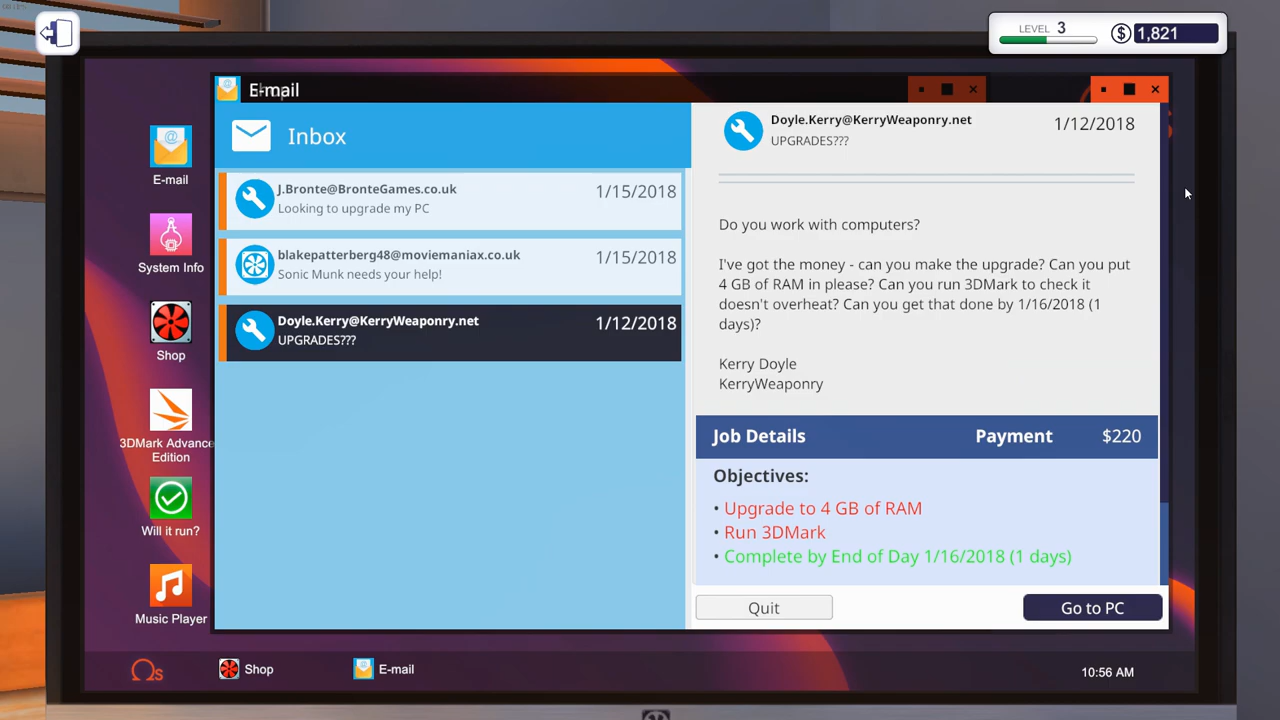 LEVEL 3
$ 1,821
E-mail
Inbox
J.Bronte@BronteGames.co.uk
1/15/2018
Looking to upgrade my PC
blakepatterberg48@moviemaniax.co.uk
1/15/2018
Sonic Munk needs your help!
Doyle.Kerry@KerryWeaponry.net
1/12/2018
UPGRADES???
Doyle.Kerry@KerryWeaponry.net
1/12/2018
UPGRADES???
Do you work with computers?
I've got the money - can you make the upgrade? Can you put
4 GB of RAM in please? Can you run 3DMark to check it
doesn't overheat? Can you get that done by 1/16/2018 (1
days)?
Kerry Doyle
KerryWeaponry
Job Details
Payment
$220
Objectives:
• Upgrade to 4 GB of RAM
• Run 3DMark
• Complete by End of Day 1/16/2018 (1 days)
Quit
Go to PC
E-mail
System Info
Shop
3DMark Advance
Edition
Will it run?
Music Player
Ωs
Shop
E-mail
10:56 AM